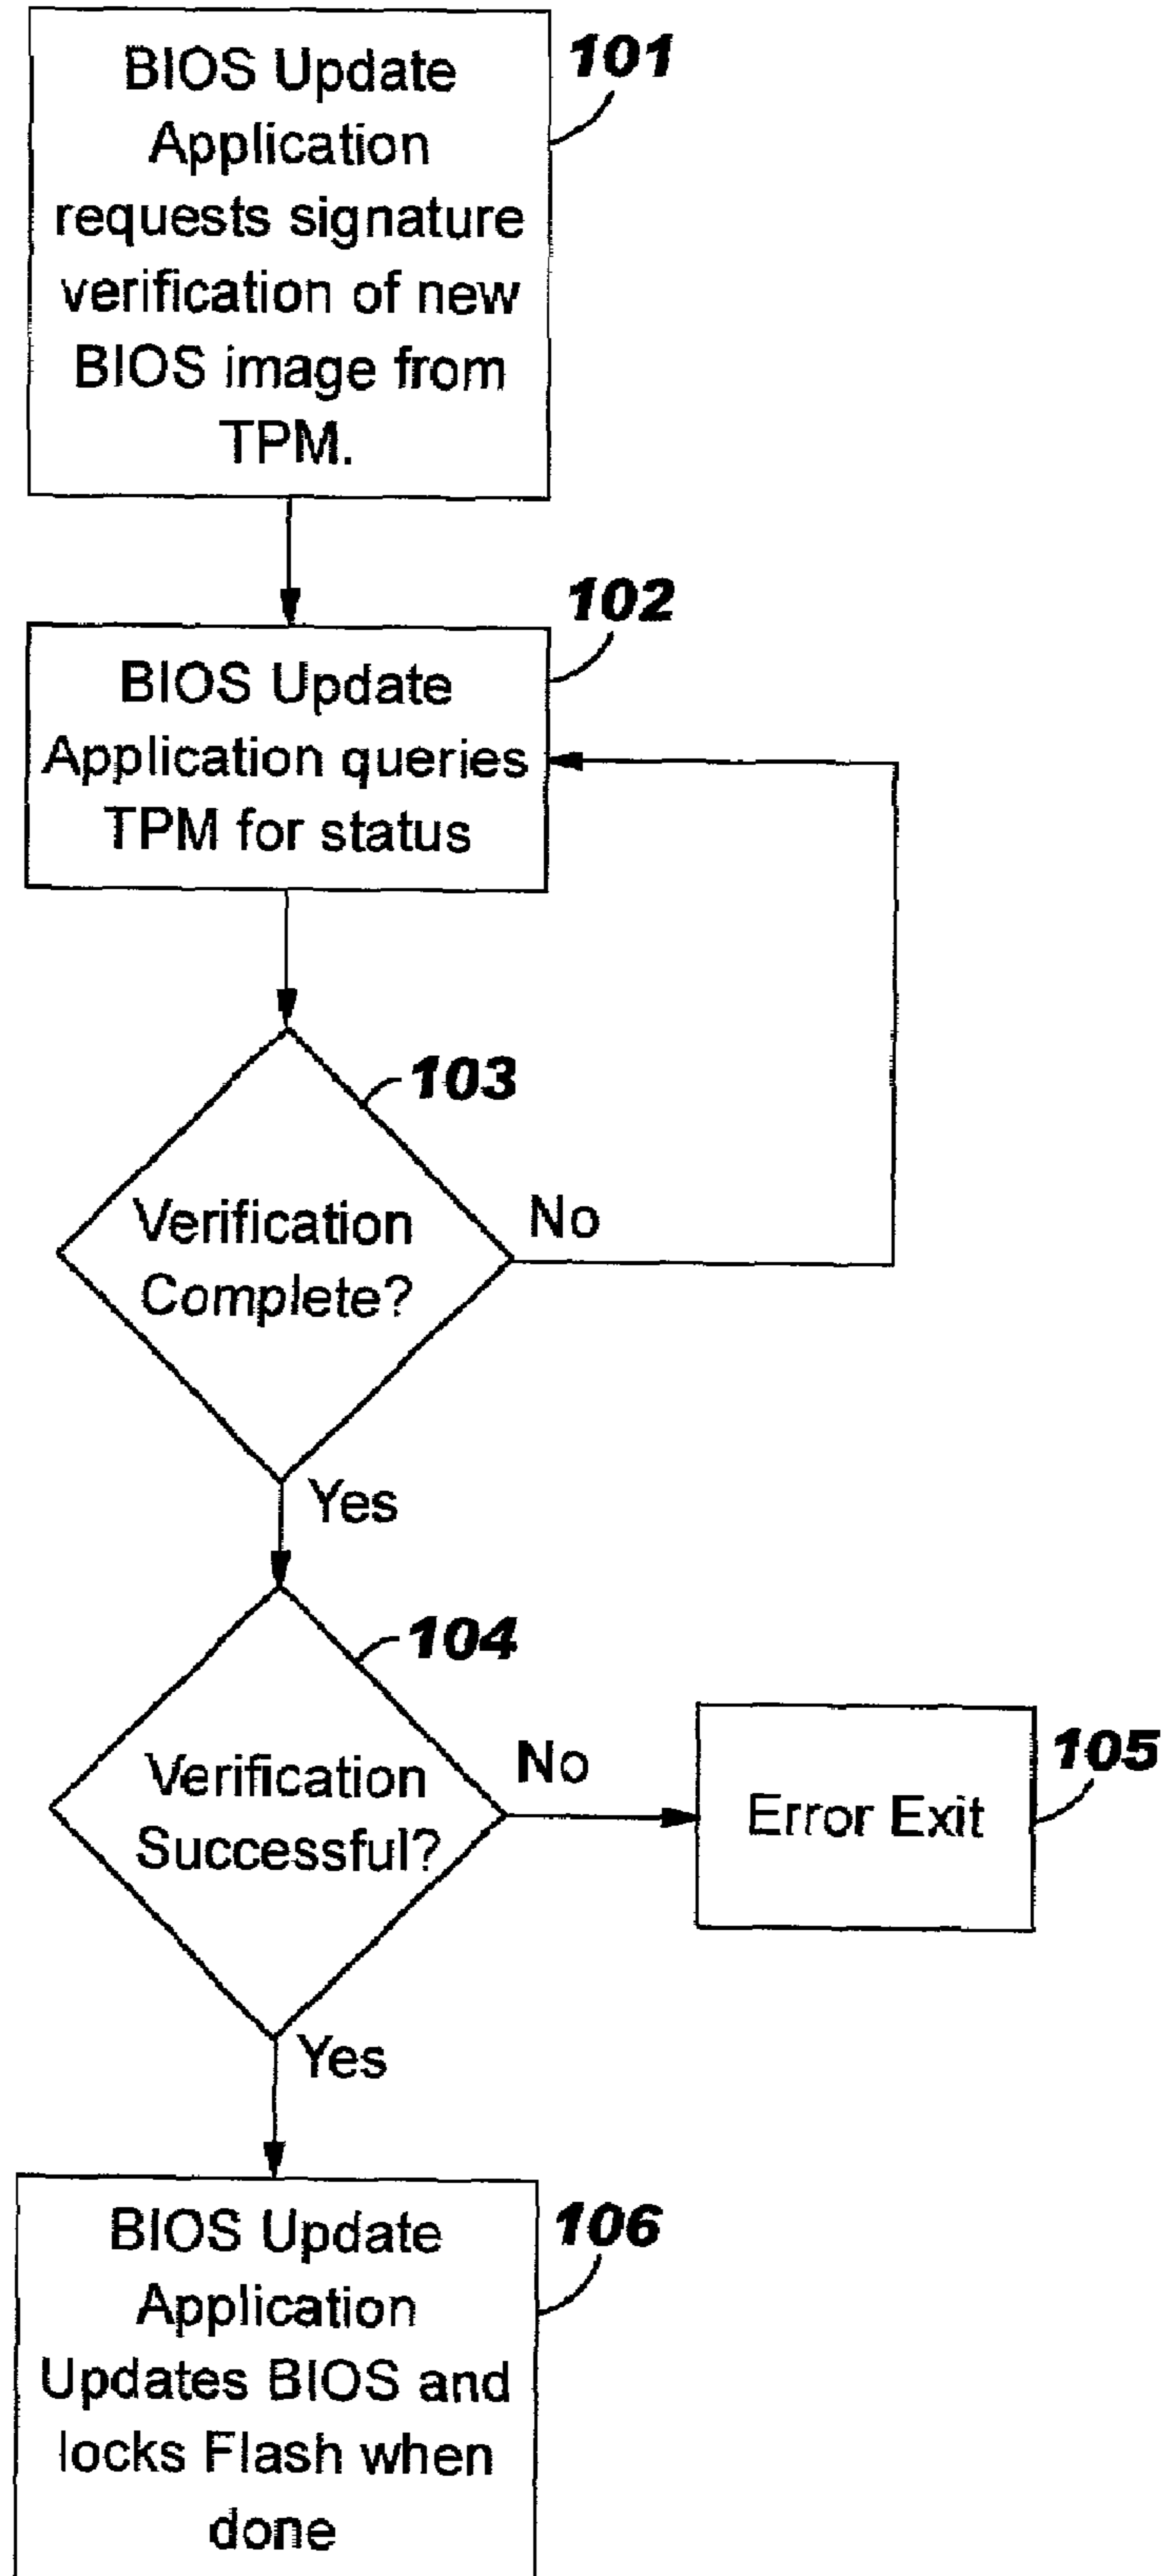 BIOS Update
Application
requests signature
verification of new
BIOS image from
TPM.
101
BIOS Update
Application queries
TPM for status
102
103
Verification
Complete?
No
Yes
104
Verification
Successful?
No
Error Exit
105
Yes
BIOS Update
Application
Updates BIOS and
locks Flash when
done
106